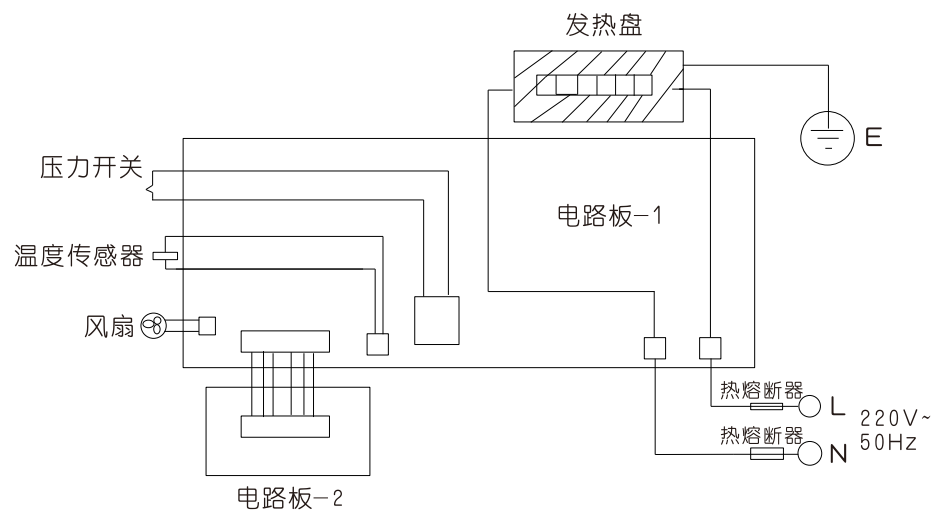 发热盘
E
压力开关
电路板-1
温度传感器
风扇
热熔断器
L
220V~
热熔断器
50Hz
N
电路板-2